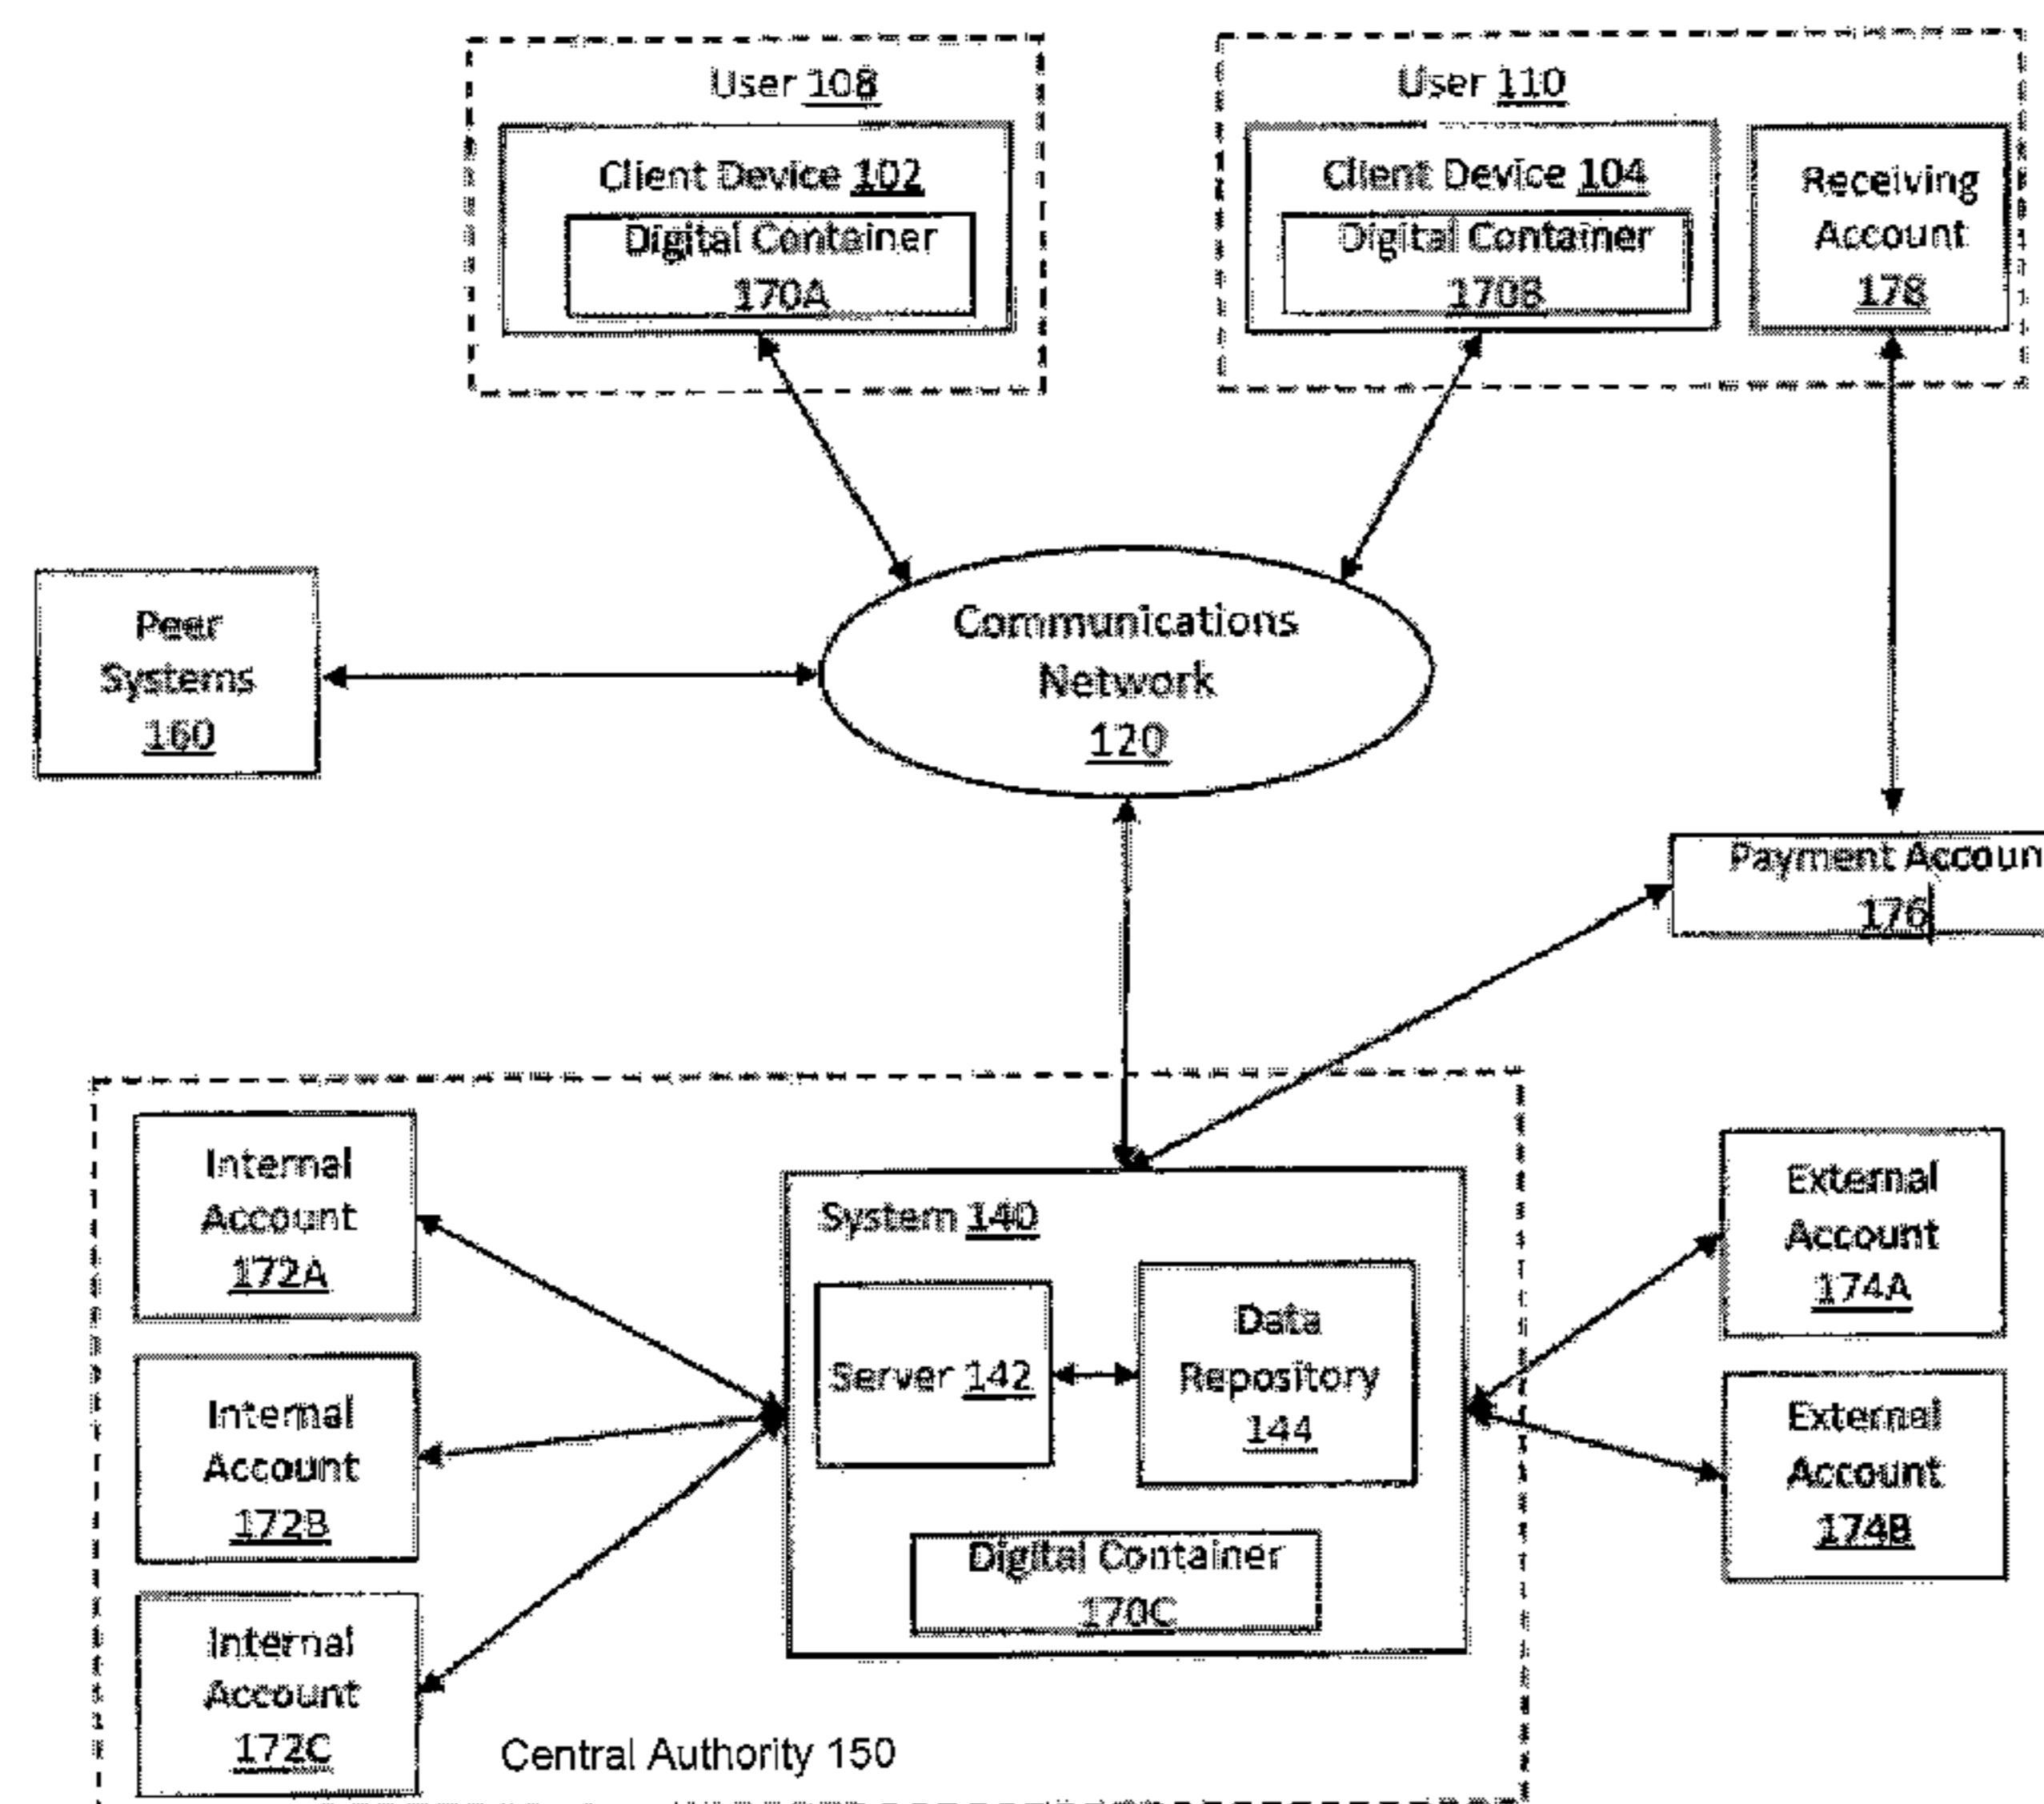 User 108
Client Device 102
Digital Container
170A
User 110
Client Device 104
Digital Container
170B
Receiving
Account
178
Peer
Systems
160
Communications
Network
120
Payment Accoun
176
Internal
Account
172A
Internal
Account
172B
Internal
Account
172C
System 140
Server 142
Data
Repository
144
Digital Container
170C
External
Account
174A
External
Account
174B
Central Authority 150